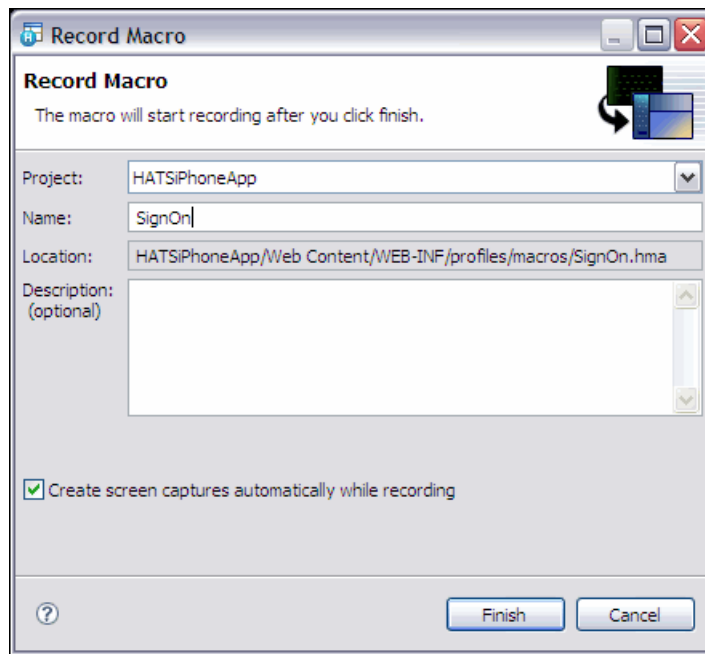 Record Macro
Record Macro
The macro will start recording after you click finish.
Project: HATSiPhoneApp
Name: SignOn
Location: HATSiPhoneApp/Web Content/WEB-INF/profiles/macros/SignOn.hma
Description:
(optional)
Create screen captures automatically while recording
? Finish Cancel